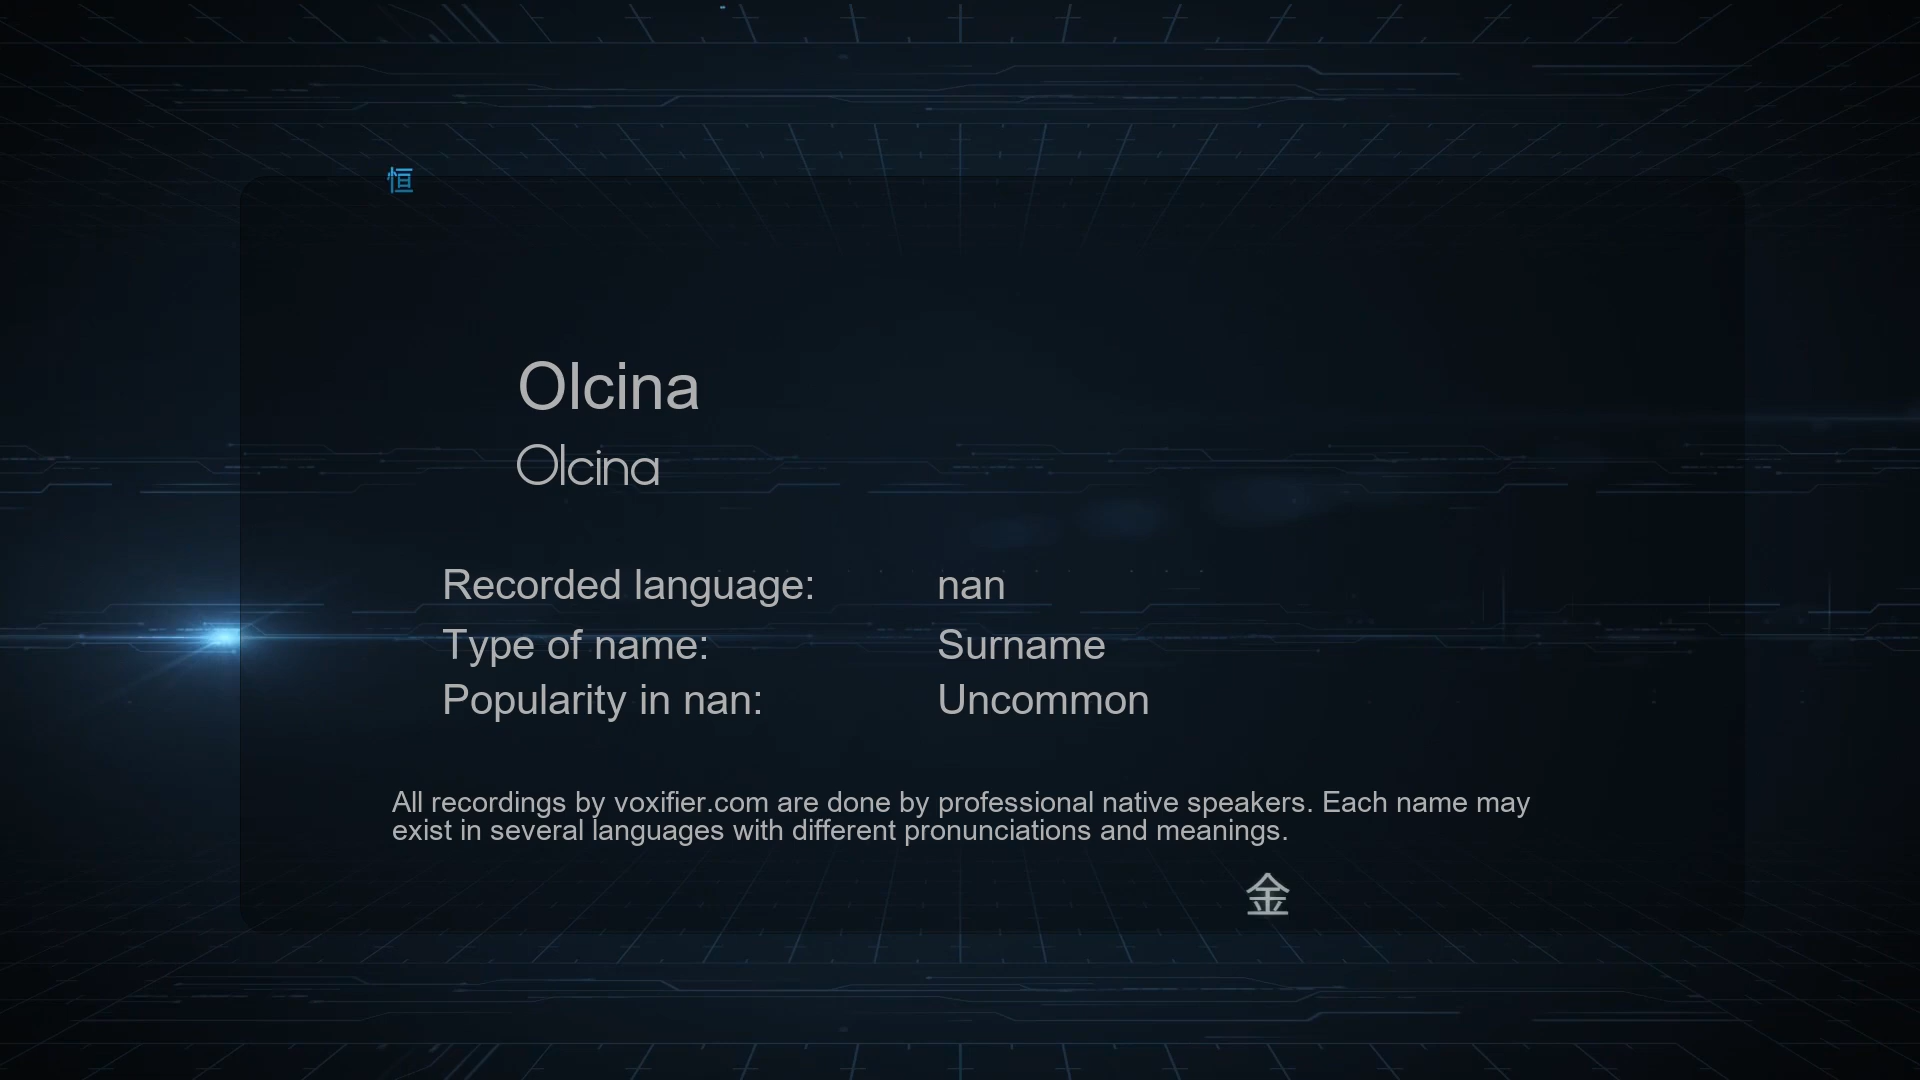 恒
Olcina
Olcina
Recorded language: nan
Type of name: Surname
Popularity in nan: Uncommon
All recordings by voxifier.com are done by professional native speakers. Each name may
exist in several languages with different pronunciations and meanings.
金